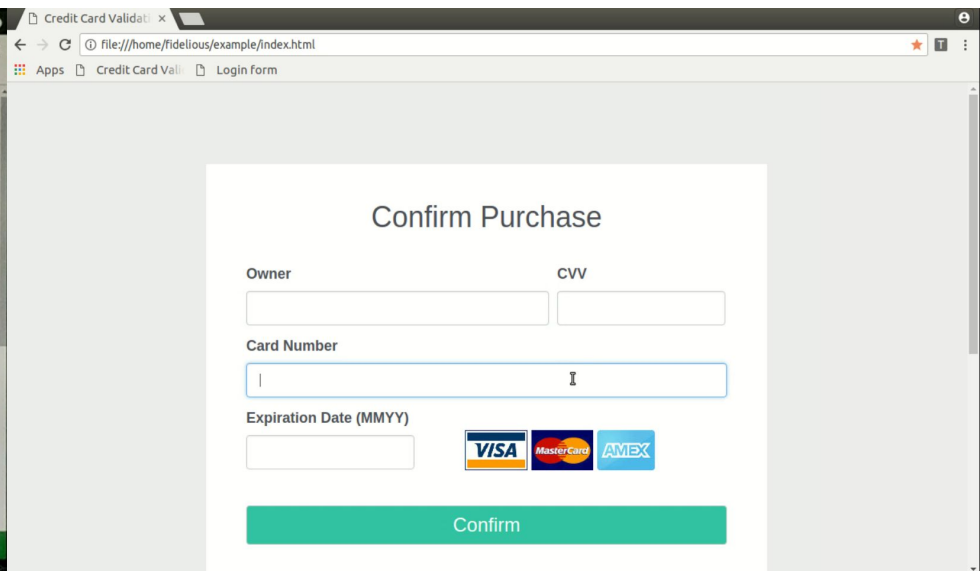 Credit Card Validati
file:///home/fidelious/example/index.html
T
Apps Credit Card Vali Login form
Confirm Purchase
Owner CVV
Card Number
Expiration Date (MMYY)
VISA MasterCard AMEX
Confirm